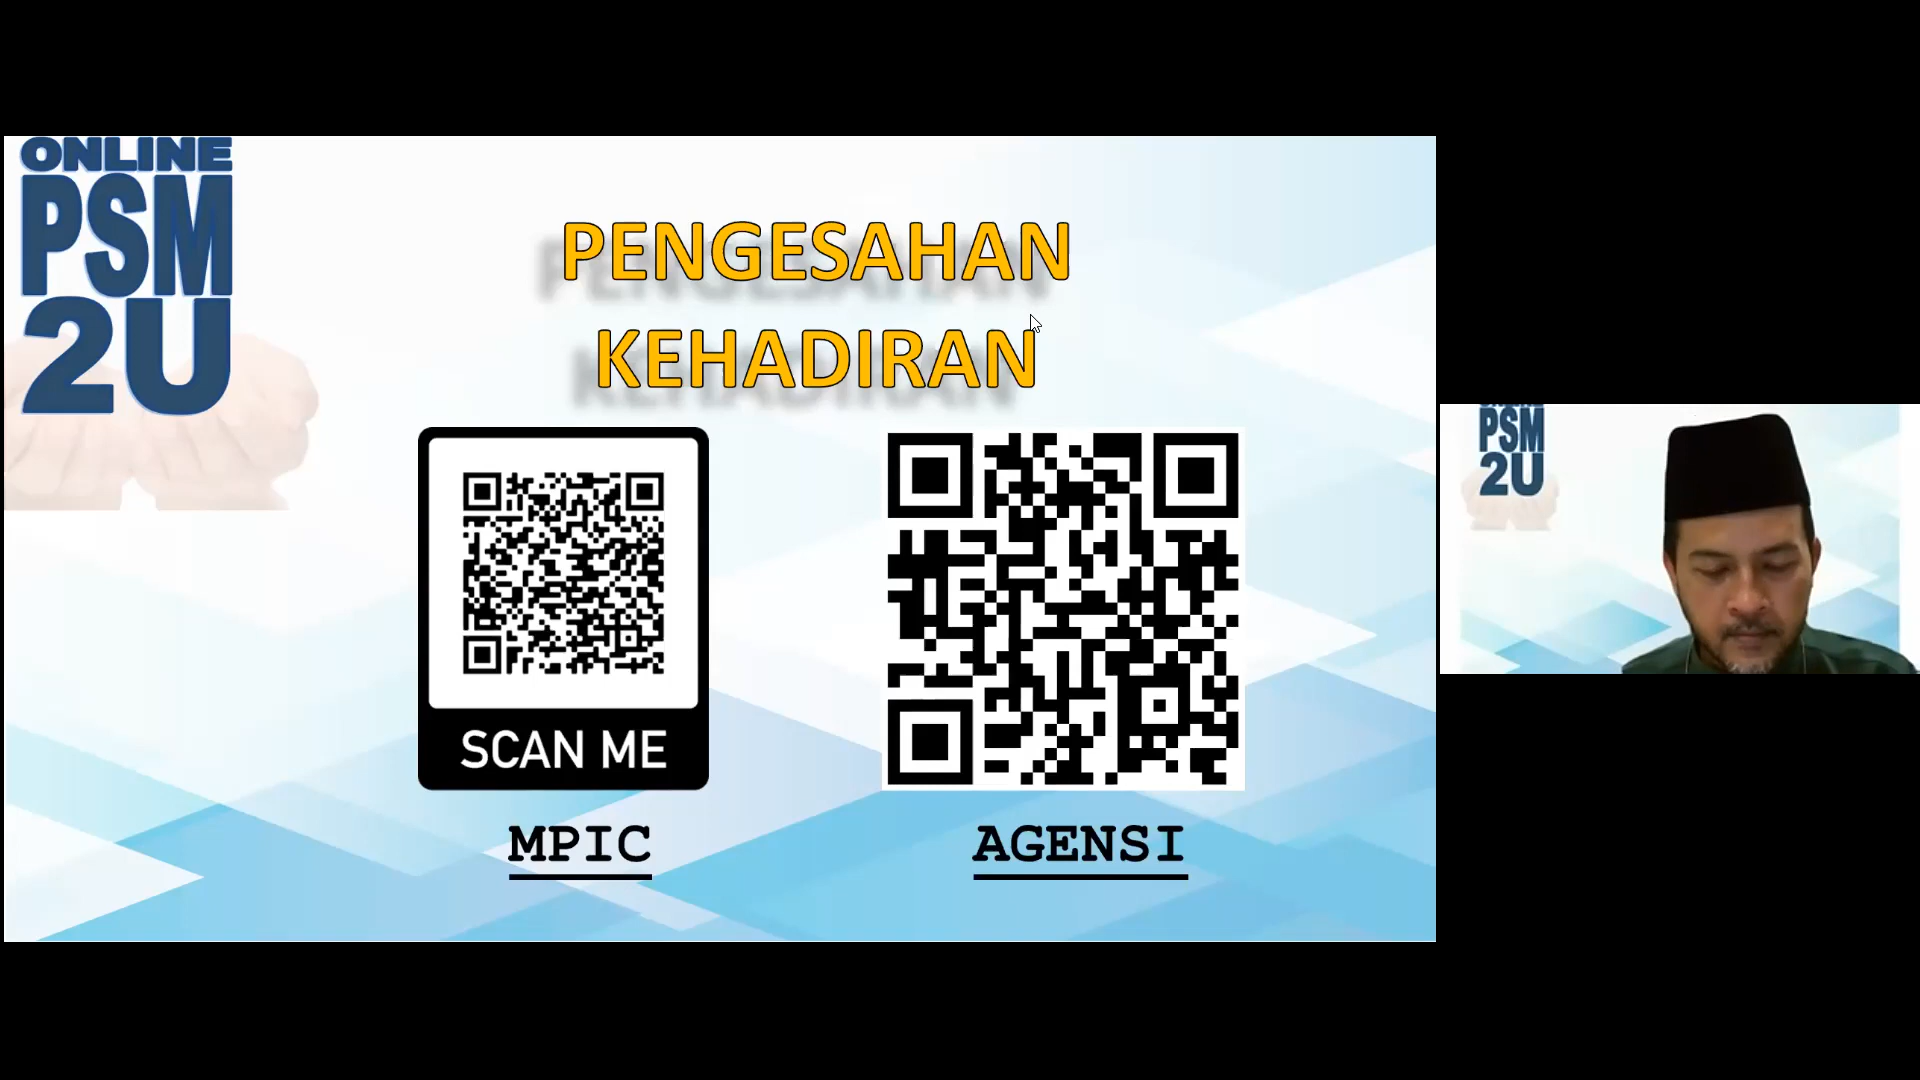 ONLINE
PSM
2U
PENGESAHAN
KEHADIRAN
SCAN ME
MPIC
AGENSI
PSM
2U